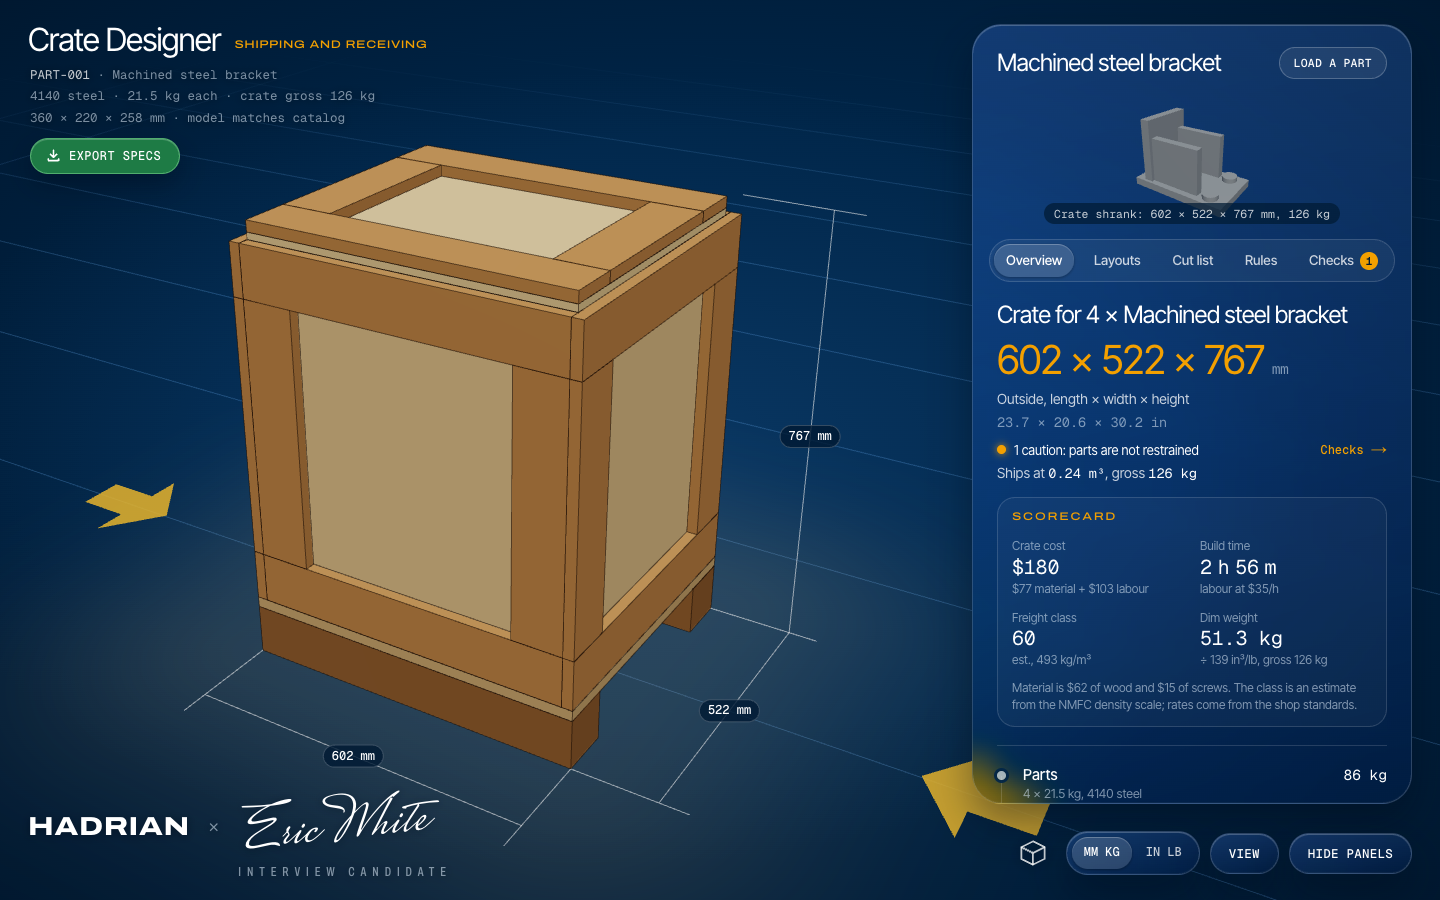 Crate Designer SHIPPING AND RECEIVING
PART-001 · Machined steel bracket
4140 steel · 21.5 kg each · crate gross 126 kg
360 × 220 × 258 mm · model matches catalog
EXPORT SPECS
767 mm
522 mm
602 mm
HADRIAN × Eric White
INTERVIEW CANDIDATE
Machined steel bracket
LOAD A PART
Crate shrank: 602 × 522 × 767 mm, 126 kg
Overview Layouts Cut list Rules Checks 1
Crate for 4 × Machined steel bracket
602 × 522 × 767 mm
Outside, length × width × height
23.7 × 20.6 × 30.2 in
1 caution: parts are not restrained Checks →
Ships at 0.24 m³, gross 126 kg
SCORECARD
Crate cost Build time
$180 2 h 56 m
$77 material + $103 labour labour at $35/h
Freight class Dim weight
60 51.3 kg
est., 493 kg/m³ ÷ 139 in³/lb, gross 126 kg
Material is $62 of wood and $15 of screws. The class is an estimate
from the NMFC density scale; rates come from the shop standards.
Parts 86 kg
4 × 21.5 kg, 4140 steel
MM KG IN LB VIEW HIDE PANELS